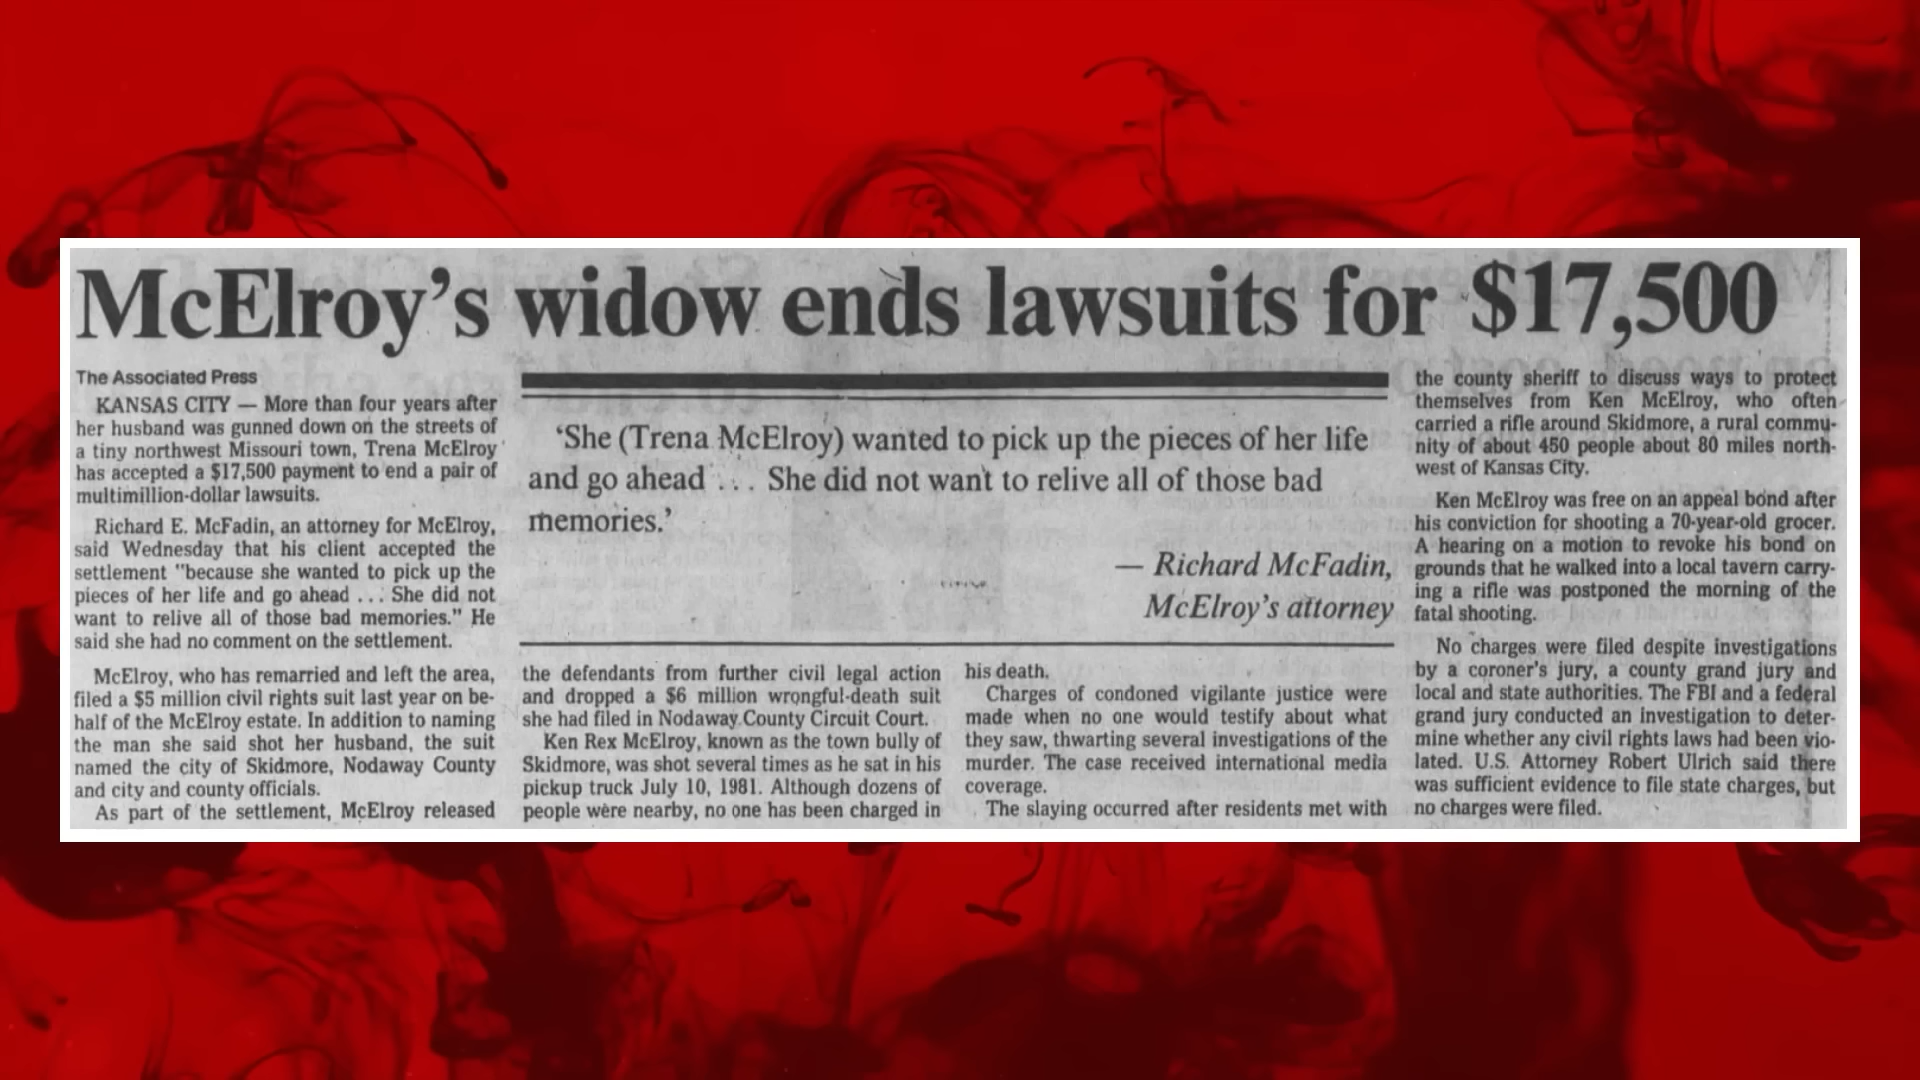 McElroy's widow ends lawsuits for $17,500
The Associated Press
KANSAS CITY — More than four years after
her husband was gunned down on the streets of
a tiny northwest Missouri town, Trena McElroy
has accepted a $17,500 payment to end a pair of
multimillion-dollar lawsuits.
Richard E. McFadin, an attorney for McElroy,
said Wednesday that his client accepted the
settlement "because she wanted to pick up the
pieces of her life and go ahead . . . She did not
want to relive all of those bad memories." He
said she had no comment on the settlement.
McElroy, who has remarried and left the area,
filed a $5 million civil rights suit last year on be-
half of the McElroy estate. In addition to naming
the man she said shot her husband, the suit
named the city of Skidmore, Nodaway County
and city and county officials.
As part of the settlement, McElroy released
'She (Trena McElroy) wanted to pick up the pieces of her life
and go ahead . . . She did not want to relive all of those bad
memories.'
— Richard McFadin,
McElroy's attorney
the defendants from further civil legal action
and dropped a $6 million wrongful-death suit
she had filed in Nodaway County Circuit Court.
Ken Rex McElroy, known as the town bully of
Skidmore, was shot several times as he sat in his
pickup truck July 10, 1981. Although dozens of
people were nearby, no one has been charged in
his death.
Charges of condoned vigilante justice were
made when no one would testify about what
they saw, thwarting several investigations of the
murder. The case received international media
coverage.
The slaying occurred after residents met with
the county sheriff to discuss ways to protect
themselves from Ken McElroy, who often
carried a rifle around Skidmore, a rural commu-
nity of about 450 people about 80 miles north-
west of Kansas City.
Ken McElroy was free on an appeal bond after
his conviction for shooting a 70-year-old grocer.
A hearing on a motion to revoke his bond on
grounds that he walked into a local tavern carry-
ing a rifle was postponed the morning of the
fatal shooting.
No charges were filed despite investigations
by a coroner's jury, a county grand jury and
local and state authorities. The FBI and a federal
grand jury conducted an investigation to deter-
mine whether any civil rights laws had been vio-
lated. U.S. Attorney Robert Ulrich said there
was sufficient evidence to file state charges, but
no charges were filed.